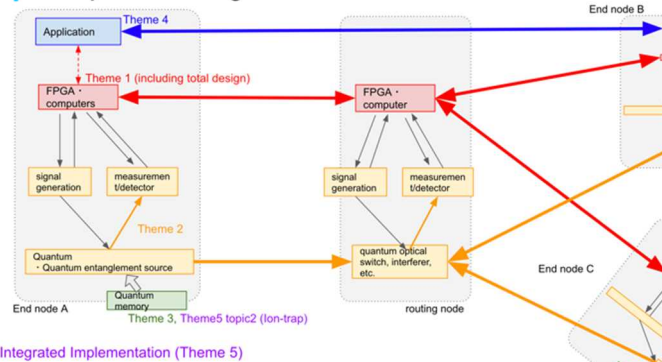 End node B
Theme 4
Application
Theme 1 (including total design)
FPGA・
computers
FPGA・
computer
signal
generation
measuremen
t/detector
signal
generation
measuremen
t/detector
Theme 2
Quantum
・Quantum entanglement source
quantum optical
switch, interferer,
etc.
End node C
Quantum
memory
End node A
routing node
Theme 3, Theme5 topic2 (Ion-trap)
Integrated Implementation (Theme 5)